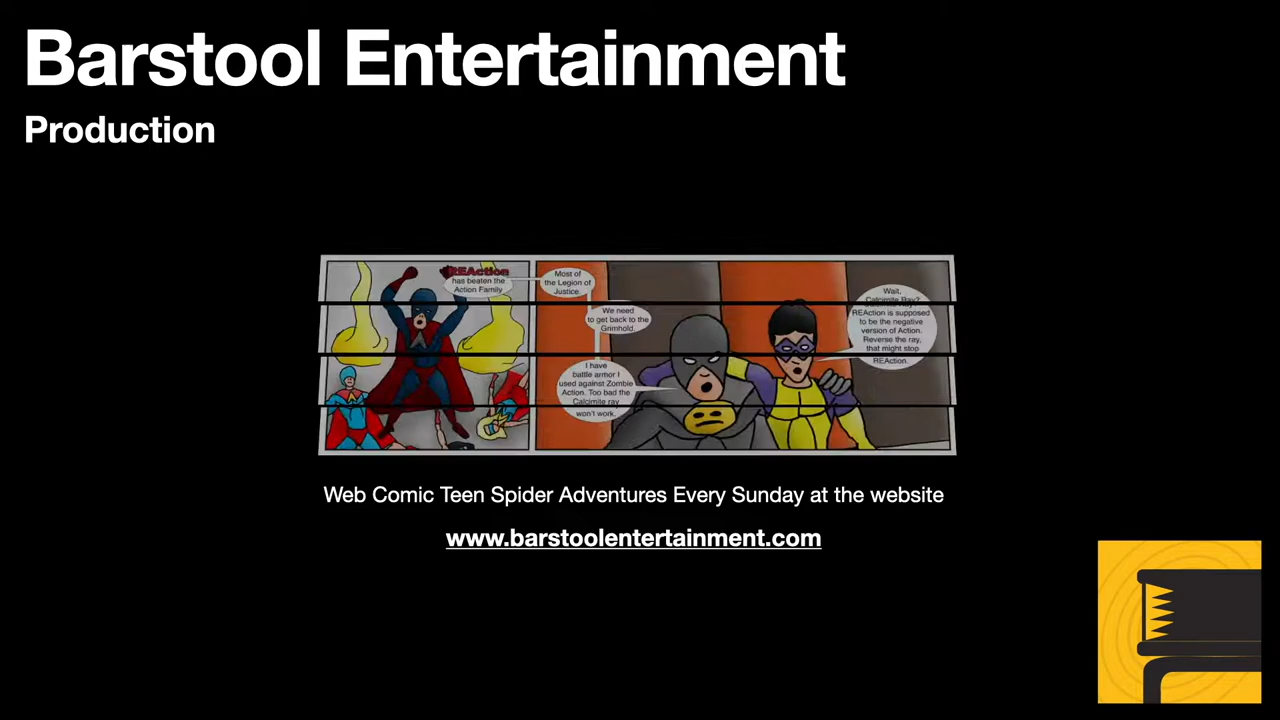 Barstool Entertainment
Production
REAction
has beaten the
Action Family
Most of
the Legion of
Justice.
We need
to get back to the
Grimhold.
I have
battle armor I
used against Zombie
Action. Too bad the
Calcimite ray
won't work.
Wait,
Calcimite Ray?
REAction is supposed
to be the negative
version of Action.
Reverse the ray,
that might stop
REAction.
Web Comic Teen Spider Adventures Every Sunday at the website
www.barstoolentertainment.com